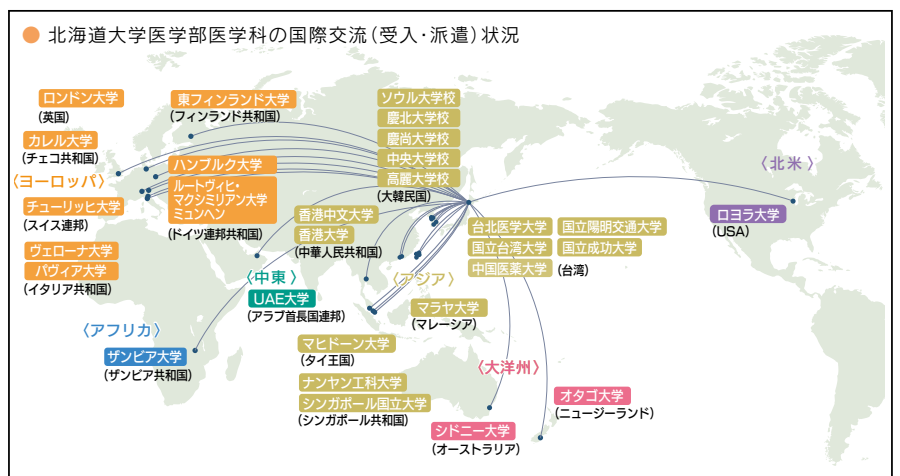 ● 北海道大学医学部医学科の国際交流(受入・派遣)状況
ロンドン大学
(英国)
カレル大学
(チェコ共和国)
〈ヨーロッパ〉
チューリッヒ大学
(スイス連邦)
ヴェローナ大学
パヴィア大学
(イタリア共和国)
東フィンランド大学
(フィンランド共和国)
ハンブルク大学
ルートヴィヒ・
マクシミリアン大学
ミュンヘン
(ドイツ連邦共和国)
〈中東〉
UAE大学
(アラブ首長国連邦)
〈アフリカ〉
ザンビア大学
(ザンビア共和国)
ソウル大学校
慶北大学校
慶尚大学校
中央大学校
高麗大学校
(大韓民国)
香港中文大学
香港大学
(中華人民共和国)
〈アジア〉
台北医学大学
国立陽明交通大学
国立台湾大学
国立成功大学
中国医薬大学
(台湾)
マラヤ大学
(マレーシア)
マヒドーン大学
(タイ王国)
ナンヤン工科大学
シンガポール国立大学
(シンガポール共和国)
〈大洋州〉
シドニー大学
(オーストラリア)
オタゴ大学
(ニュージーランド)
〈北米〉
ロヨラ大学
(USA)